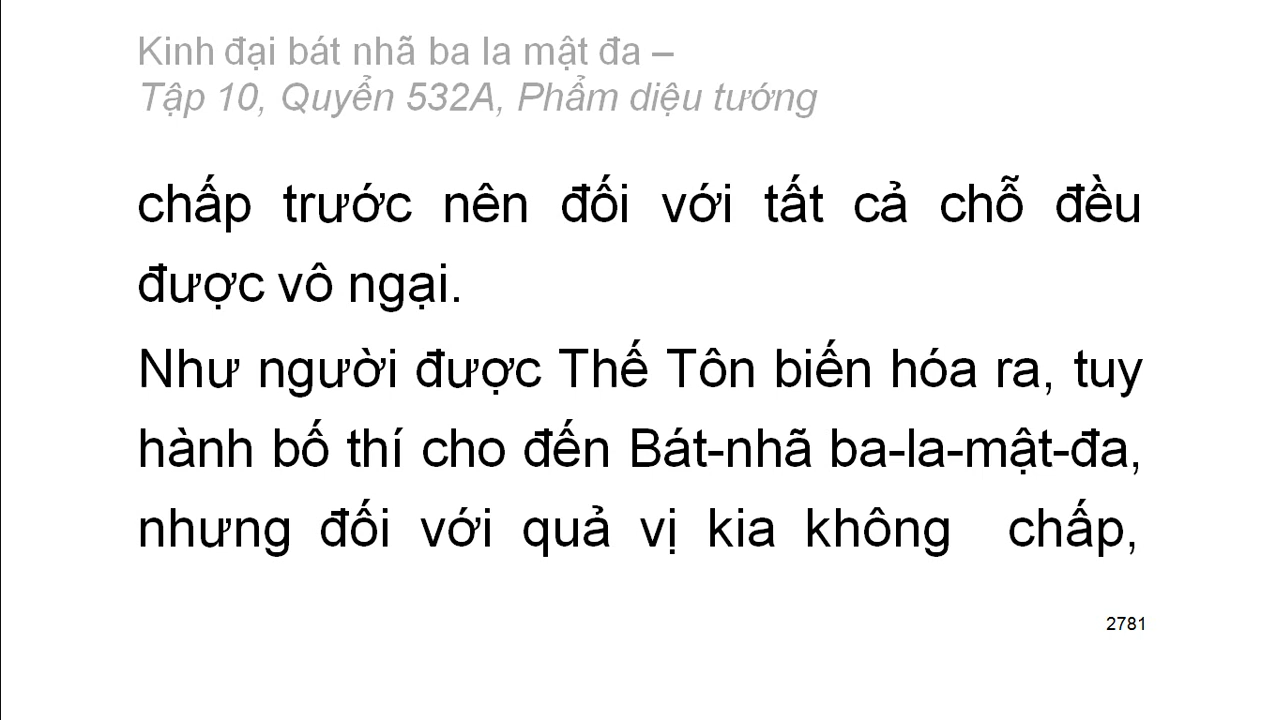 Kinh đại bát nhã ba la mật đa –
Tập 10, Quyển 532A, Phẩm diệu tướng
chấp trước nên đối với tất cả chỗ đều
được vô ngại.
Như người được Thế Tôn biến hóa ra, tuy
hành bố thí cho đến Bát-nhã ba-la-mật-đa,
nhưng đối với quả vị kia không chấp,
2781